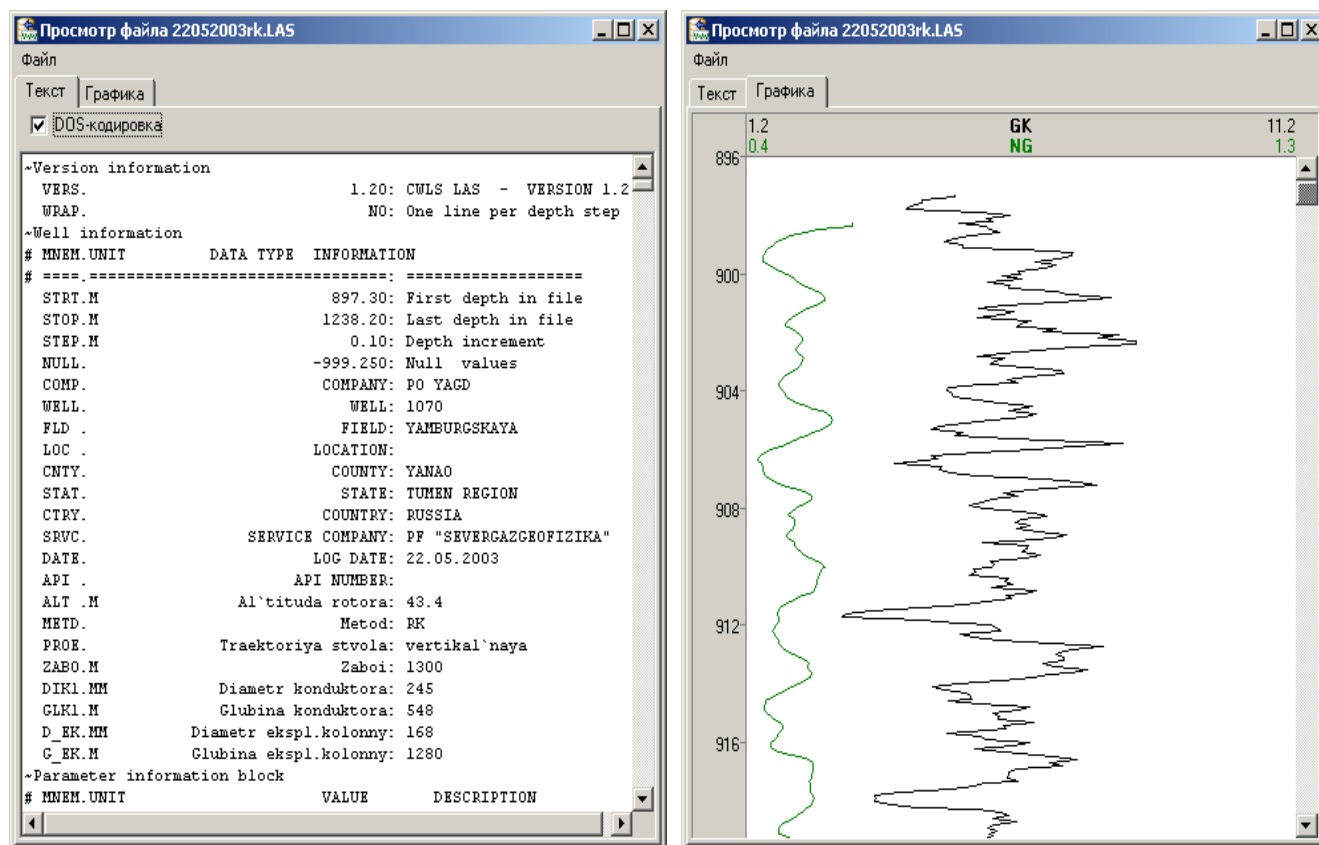 Просмотр файла 22052003rk.LAS
Файл
Текст Графика
DOS-кодировка
~Version information
VERS. 1.20: CWLS LAS - VERSION 1.2
WRAP. NO: One line per depth step
~Well information
# MNEM.UNIT DATA TYPE INFORMATION
# ====.================================: ===================
STRT.M 897.30: First depth in file
STOP.M 1238.20: Last depth in file
STEP.M 0.10: Depth increment
NULL. -999.250: Null values
COMP. COMPANY: PO YAGD
WELL. WELL: 1070
FLD . FIELD: YAMBURGSKAYA
LOC . LOCATION:
CNTY. COUNTY: YANAO
STAT. STATE: TUMEN REGION
CTRY. COUNTRY: RUSSIA
SRVC. SERVICE COMPANY: PF "SEVERGAZGEOFIZIKA"
DATE. LOG DATE: 22.05.2003
API . API NUMBER:
ALT .M Al`tituda rotora: 43.4
METD. Metod: RK
PROE. Traektoriya stvola: vertikal`naya
ZABO.M Zaboi: 1300
DIK1.MM Diametr konduktora: 245
GLK1.M Glubina konduktora: 548
D_EK.MM Diametr ekspl.kolonny: 168
G_EK.M Glubina ekspl.kolonny: 1280
~Parameter information block
# MNEM.UNIT VALUE DESCRIPTION
Просмотр файла 22052003rk.LAS
Файл
Текст Графика
1.2 GK 11.2
0.4 NG 1.3
896
900
904
908
912
916